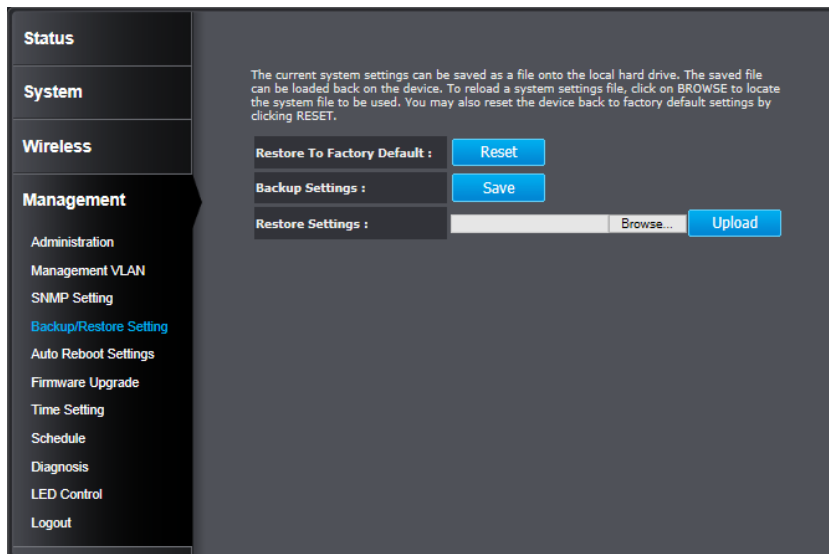 Status
System
Wireless
Management
Administration
Management VLAN
SNMP Setting
Backup/Restore Setting
Auto Reboot Settings
Firmware Upgrade
Time Setting
Schedule
Diagnosis
LED Control
Logout
The current system settings can be saved as a file onto the local hard drive. The saved file
can be loaded back on the device. To reload a system settings file, click on BROWSE to locate
the system file to be used. You may also reset the device back to factory default settings by
clicking RESET.
Restore To Factory Default : Reset
Backup Settings : Save
Restore Settings : Browse... Upload